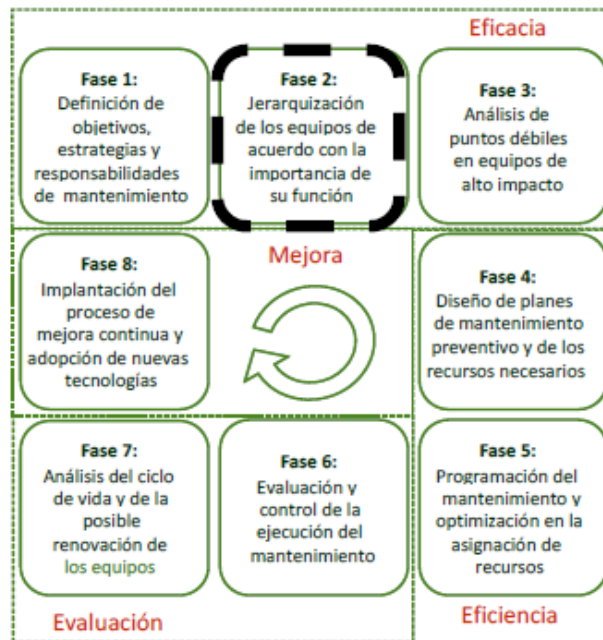 Eficacia
Fase 1:
Definición de
objetivos,
estrategias y
responsabilidades
de mantenimiento
Fase 2:
Jerarquización
de los equipos de
acuerdo con la
importancia de
su función
Fase 3:
Análisis de
puntos débiles
en equipos de
alto impacto
Fase 8:
Implantación del
proceso de
mejora continua y
adopción de nuevas
tecnologías
Mejora
Fase 4:
Diseño de planes
de mantenimiento
preventivo y de los
recursos necesarios
Fase 7:
Análisis del ciclo
de vida y de la
posible
renovación de
los equipos
Fase 6:
Evaluación y
control de la
ejecución del
mantenimiento
Fase 5:
Programación del
mantenimiento y
optimización en la
asignación de
recursos
Evaluación
Eficiencia